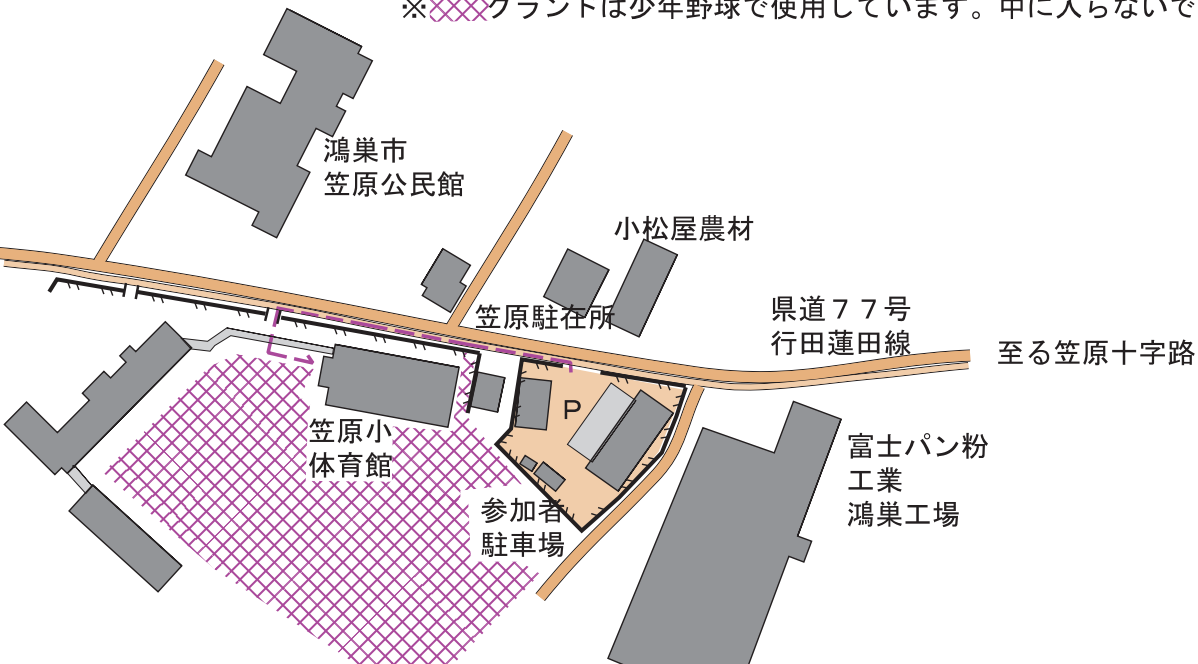 ※グランドは少年野球で使用しています。中に入らないで
鴻巣市
笠原公民館
小松屋農材
笠原駐在所
県道７７号
行田蓮田線
至る笠原十字路
P
笠原小
体育館
富士パン粉
工業
鴻巣工場
参加者
駐車場